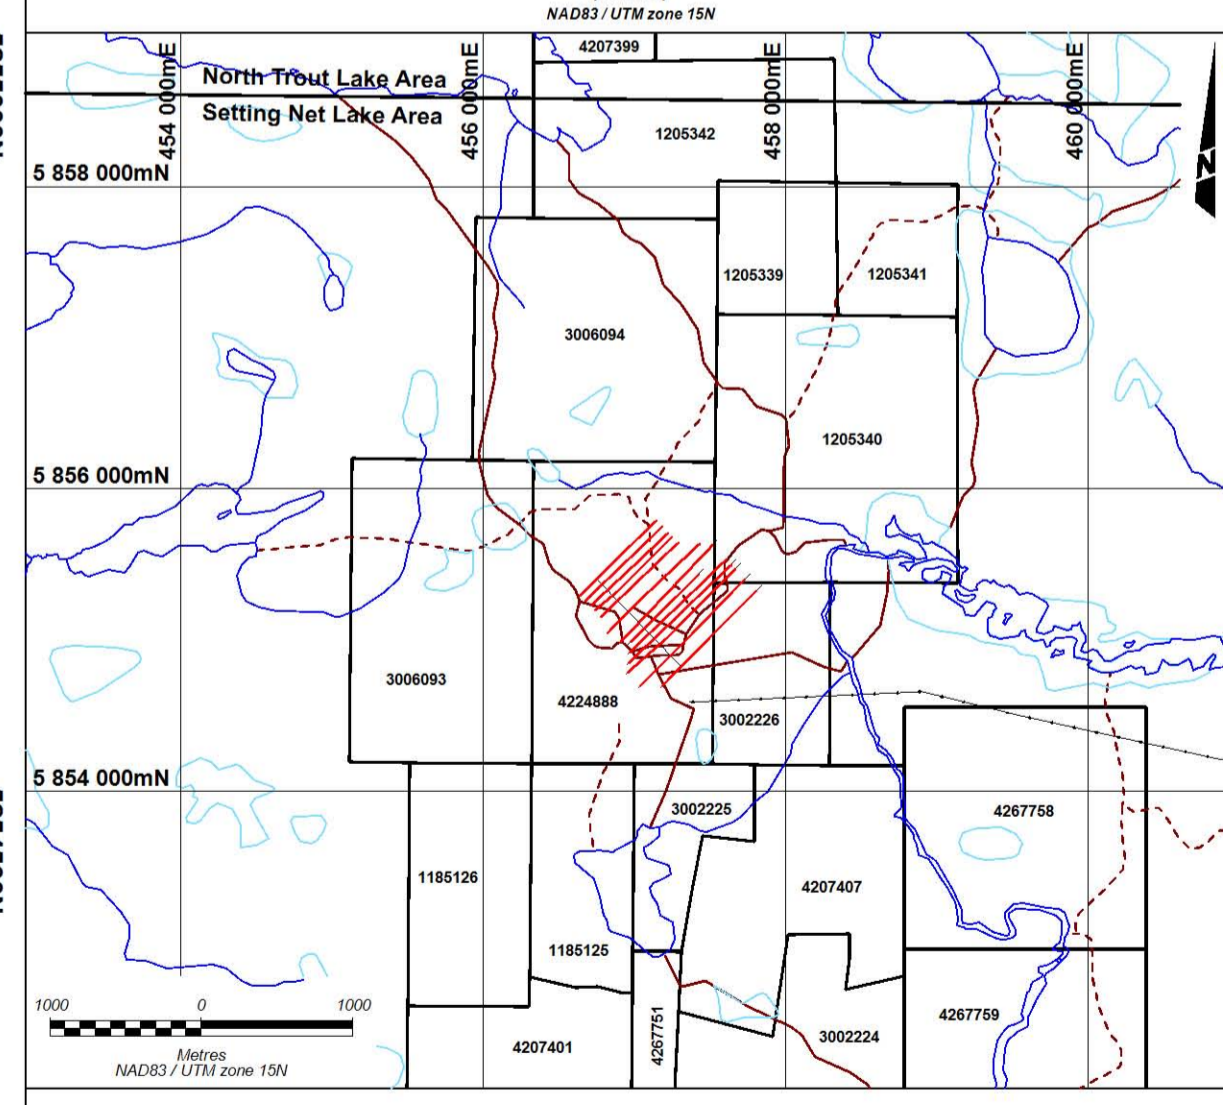 NAD83 / UTM zone 15N
4207399
North Trout Lake Area
Setting Net Lake Area
454 000mE
456 000mE
458 000mE
460 000mE
1205342
N
5 858 000mN
1205339
1205341
3006094
1205340
5 856 000mN
3006093
4224888
3002226
5 854 000mN
3002225
4267758
1185126
4207407
1185125
1000 0 1000
Metres
NAD83 / UTM zone 15N
4267751
4267759
3002224
4207401